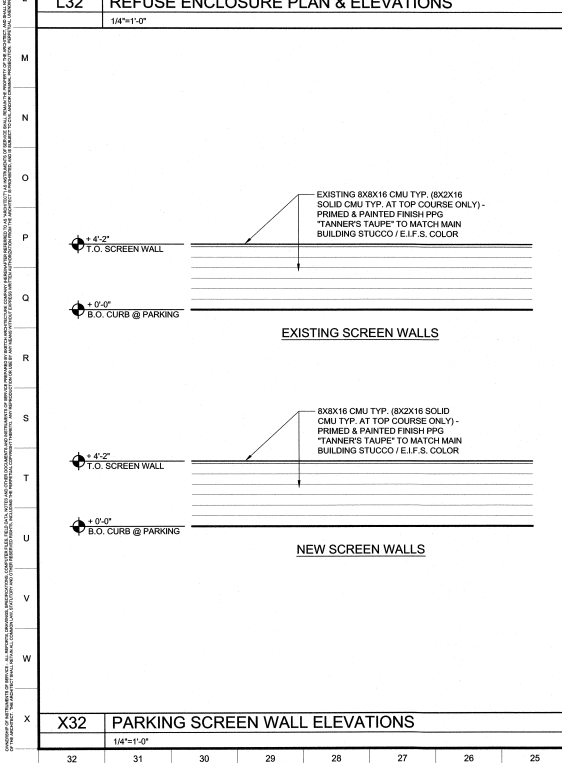 L32 REFUSE ENCLOSURE PLAN & ELEVATIONS
1/4"=1'-0"
M
N
O
P
Q
R
S
T
U
V
W
X
EXISTING 8X8X16 CMU TYP. (8X2X16
SOLID CMU TYP. AT TOP COURSE ONLY) -
PRIMED & PAINTED FINISH PPG
"TANNER'S TAUPE" TO MATCH MAIN
BUILDING STUCCO / E.I.F.S. COLOR
+ 4'-2"
T.O. SCREEN WALL
+ 0'-0"
B.O. CURB @ PARKING
EXISTING SCREEN WALLS
8X8X16 CMU TYP. (8X2X16 SOLID
CMU TYP. AT TOP COURSE ONLY) -
PRIMED & PAINTED FINISH PPG
"TANNER'S TAUPE" TO MATCH MAIN
BUILDING STUCCO / E.I.F.S. COLOR
+ 4'-2"
T.O. SCREEN WALL
+ 0'-0"
B.O. CURB @ PARKING
NEW SCREEN WALLS
X32 PARKING SCREEN WALL ELEVATIONS
1/4"=1'-0"
32 31 30 29 28 27 26 25